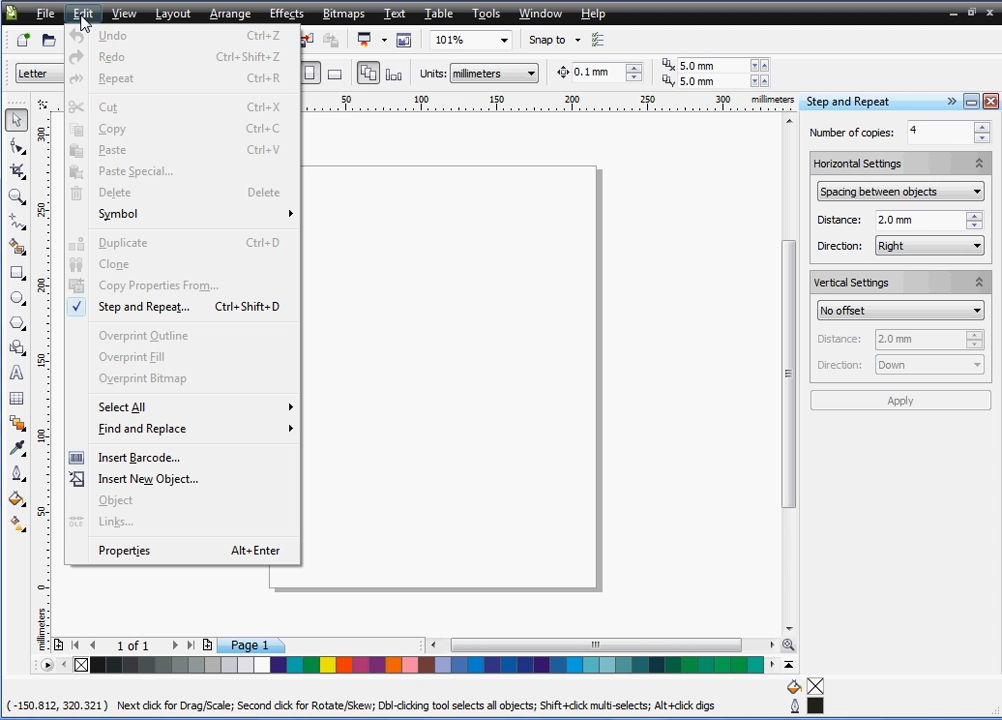 File Edit View Layout Arrange Effects Bitmaps Text Table Tools Window Help
101% Snap to
Letter Units: millimeters 0.1 mm 5.0 mm
5.0 mm
50 100 150 200 250 300 millimeters
Undo Ctrl+Z
Redo Ctrl+Shift+Z
Repeat Ctrl+R
Cut Ctrl+X
Copy Ctrl+C
Paste Ctrl+V
Paste Special...
Delete Delete
Symbol
Duplicate Ctrl+D
Clone
Copy Properties From...
Step and Repeat... Ctrl+Shift+D
Overprint Outline
Overprint Fill
Overprint Bitmap
Select All
Find and Replace
Insert Barcode...
Insert New Object...
Object
Links...
Properties Alt+Enter
300
250
200
150
100
50
0
millimeters
Step and Repeat
Number of copies: 4
Horizontal Settings
Spacing between objects
Distance: 2.0 mm
Direction: Right
Vertical Settings
No offset
Distance: 2.0 mm
Direction: Down
Apply
1 of 1 Page 1
( -150.812, 320.321 ) Next click for Drag/Scale; Second click for Rotate/Skew; Dbl-clicking tool selects all objects; Shift+click multi-selects; Alt+click digs